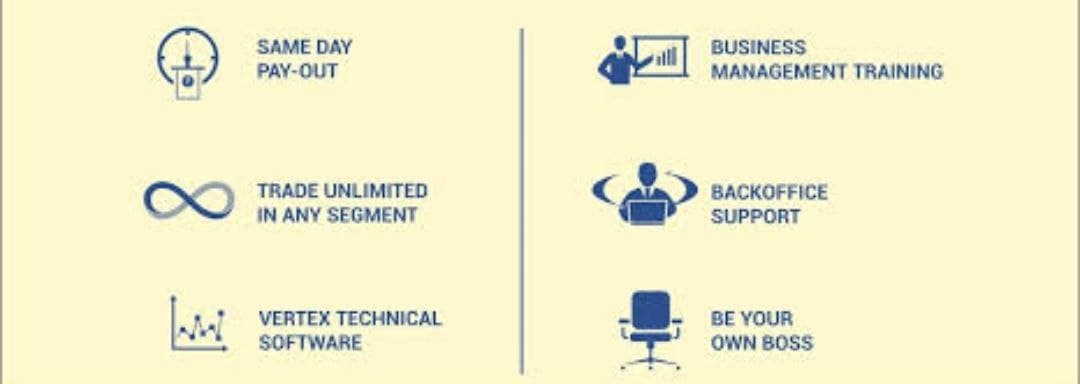 SAME DAY
PAY-OUT
TRADE UNLIMITED
IN ANY SEGMENT
VERTEX TECHNICAL
SOFTWARE
BUSINESS
MANAGEMENT TRAINING
BACKOFFICE
SUPPORT
BE YOUR
OWN BOSS